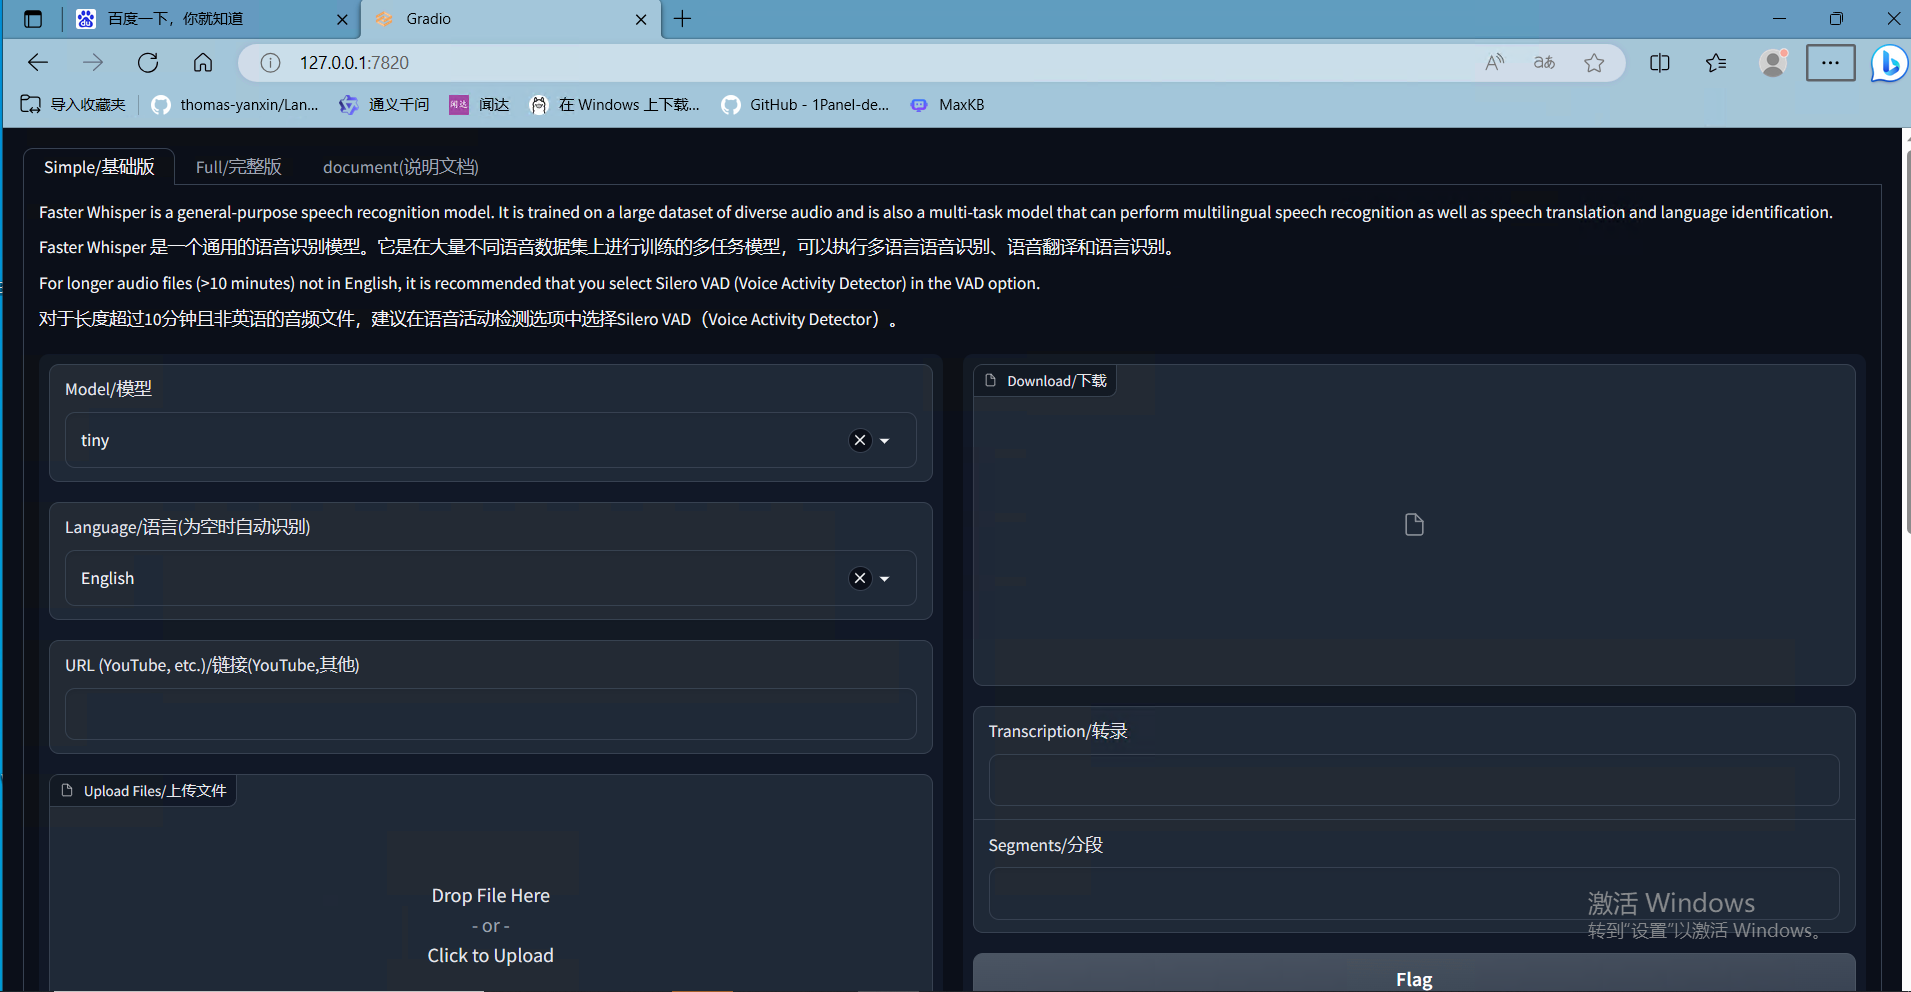 百度一下，你就知道
Gradio
127.0.0.1:7820
导入收藏夹
thomas-yanxin/Lan...
通义千问
闻达
闻达
在 Windows 上下载...
GitHub - 1Panel-de...
MaxKB
Simple/基础版
Full/完整版
document(说明文档)
Faster Whisper is a general-purpose speech recognition model. It is trained on a large dataset of diverse audio and is also a multi-task model that can perform multilingual speech recognition as well as speech translation and language identification.
Faster Whisper 是一个通用的语音识别模型。它是在大量不同语音数据集上进行训练的多任务模型，可以执行多语言语音识别、语音翻译和语言识别。
For longer audio files (>10 minutes) not in English, it is recommended that you select Silero VAD (Voice Activity Detector) in the VAD option.
对于长度超过10分钟且非英语的音频文件，建议在语音活动检测选项中选择Silero VAD（Voice Activity Detector）。
Model/模型
tiny
Language/语言(为空时自动识别)
English
URL (YouTube, etc.)/链接(YouTube,其他)
Upload Files/上传文件
Drop File Here
- or -
Click to Upload
Download/下载
Transcription/转录
Segments/分段
激活 Windows
转到"设置"以激活 Windows。
Flag